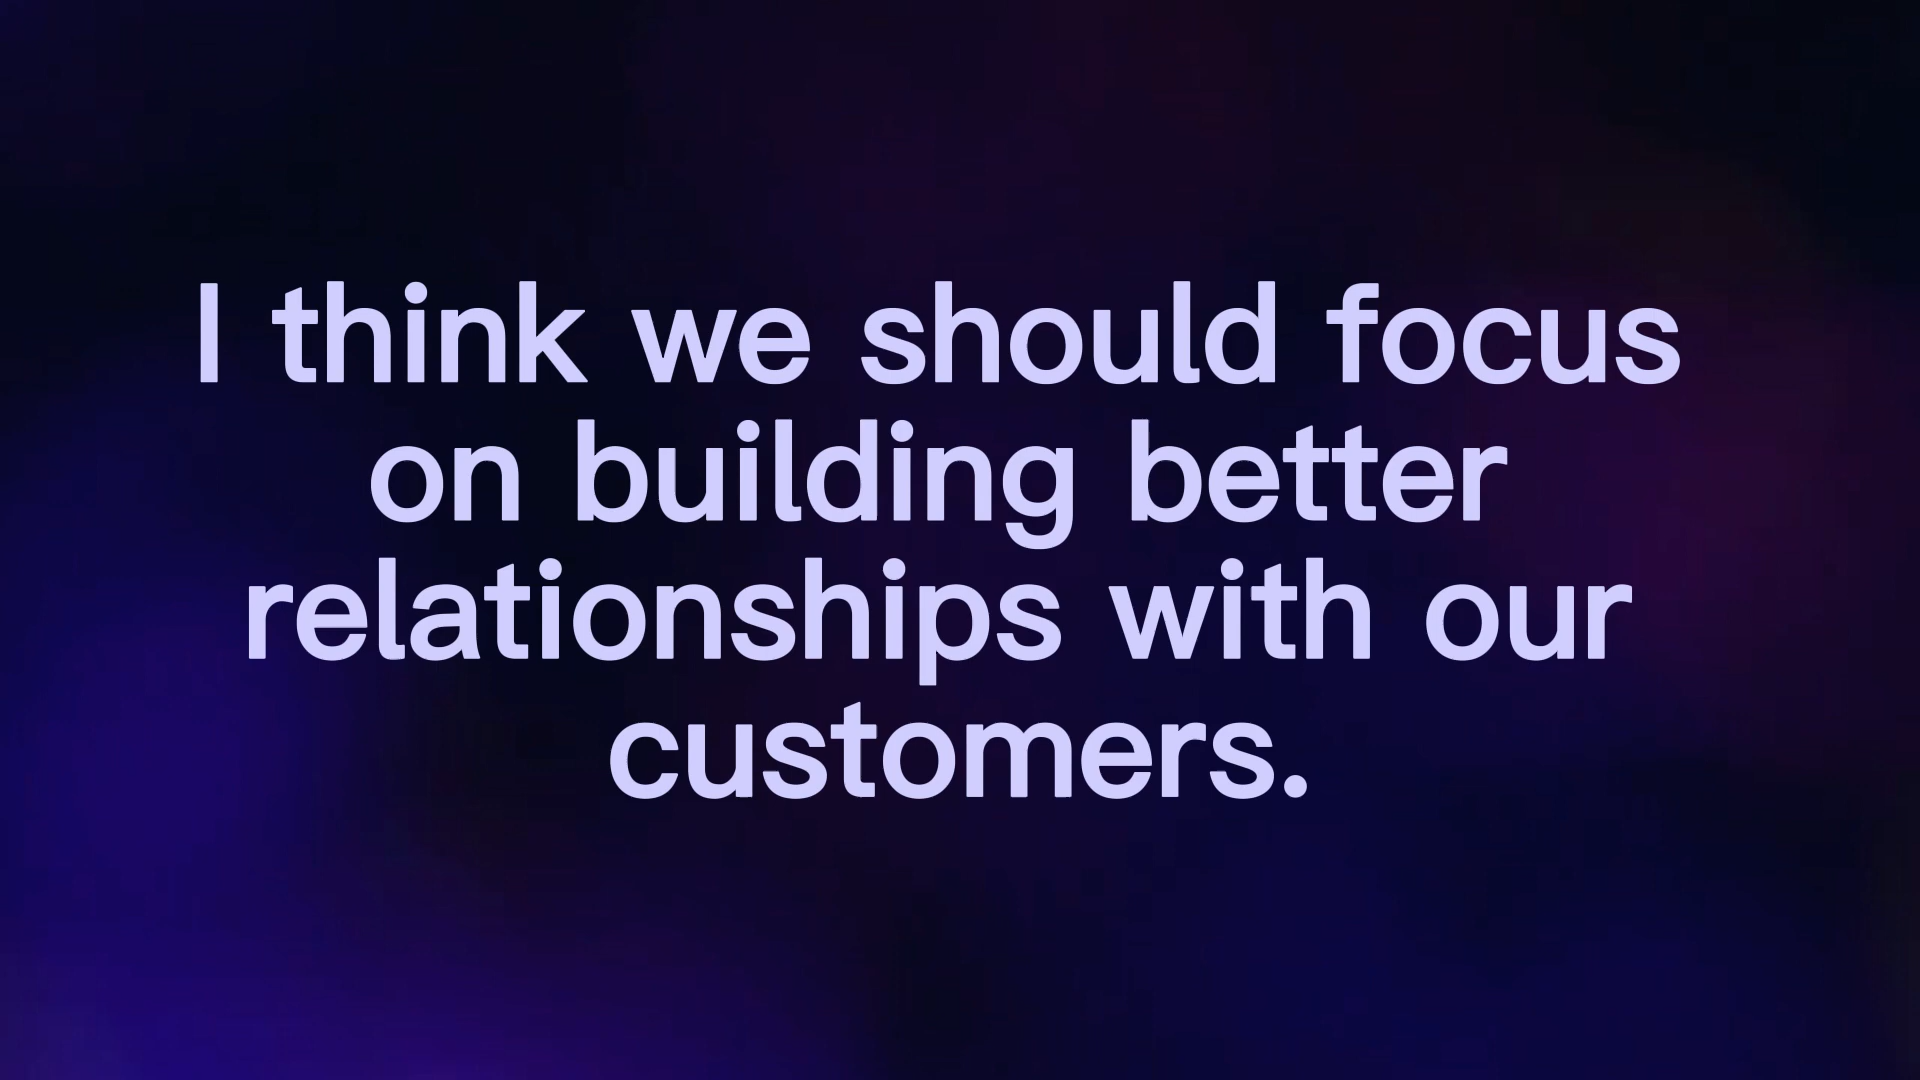 I think we should focus
on building better
relationships with our
customers.